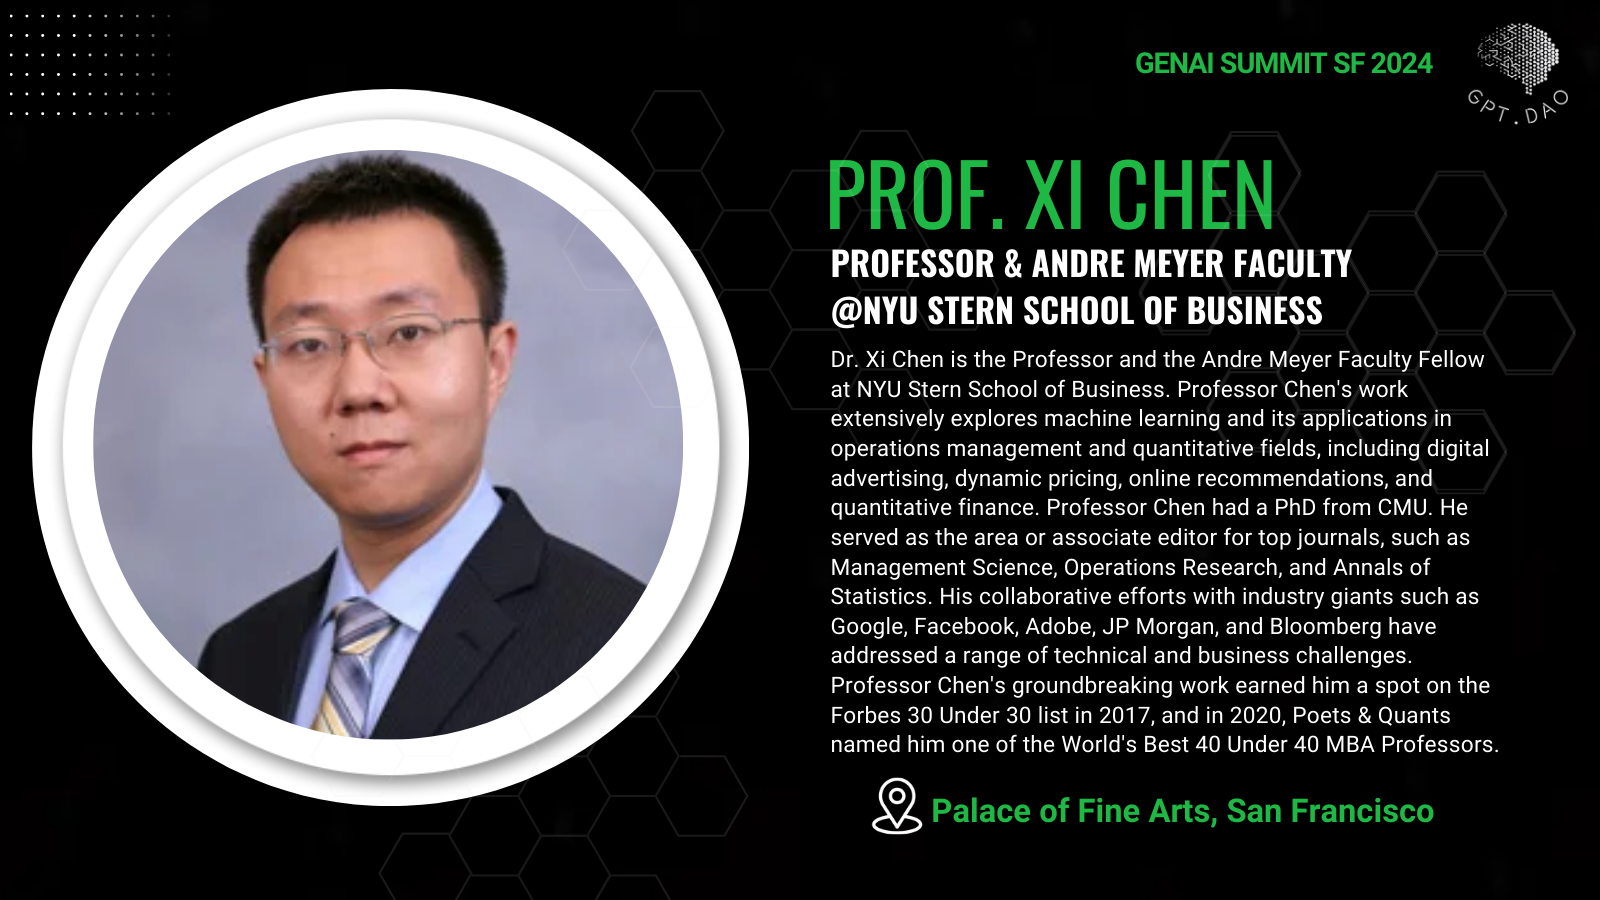 GENAI SUMMIT SF 2024
GPT.DAO
PROF. XI CHEN
PROFESSOR & ANDRE MEYER FACULTY
@NYU STERN SCHOOL OF BUSINESS
Dr. Xi Chen is the Professor and the Andre Meyer Faculty Fellow
at NYU Stern School of Business. Professor Chen's work
extensively explores machine learning and its applications in
operations management and quantitative fields, including digital
advertising, dynamic pricing, online recommendations, and
quantitative finance. Professor Chen had a PhD from CMU. He
served as the area or associate editor for top journals, such as
Management Science, Operations Research, and Annals of
Statistics. His collaborative efforts with industry giants such as
Google, Facebook, Adobe, JP Morgan, and Bloomberg have
addressed a range of technical and business challenges.
Professor Chen's groundbreaking work earned him a spot on the
Forbes 30 Under 30 list in 2017, and in 2020, Poets & Quants
named him one of the World's Best 40 Under 40 MBA Professors.
Palace of Fine Arts, San Francisco